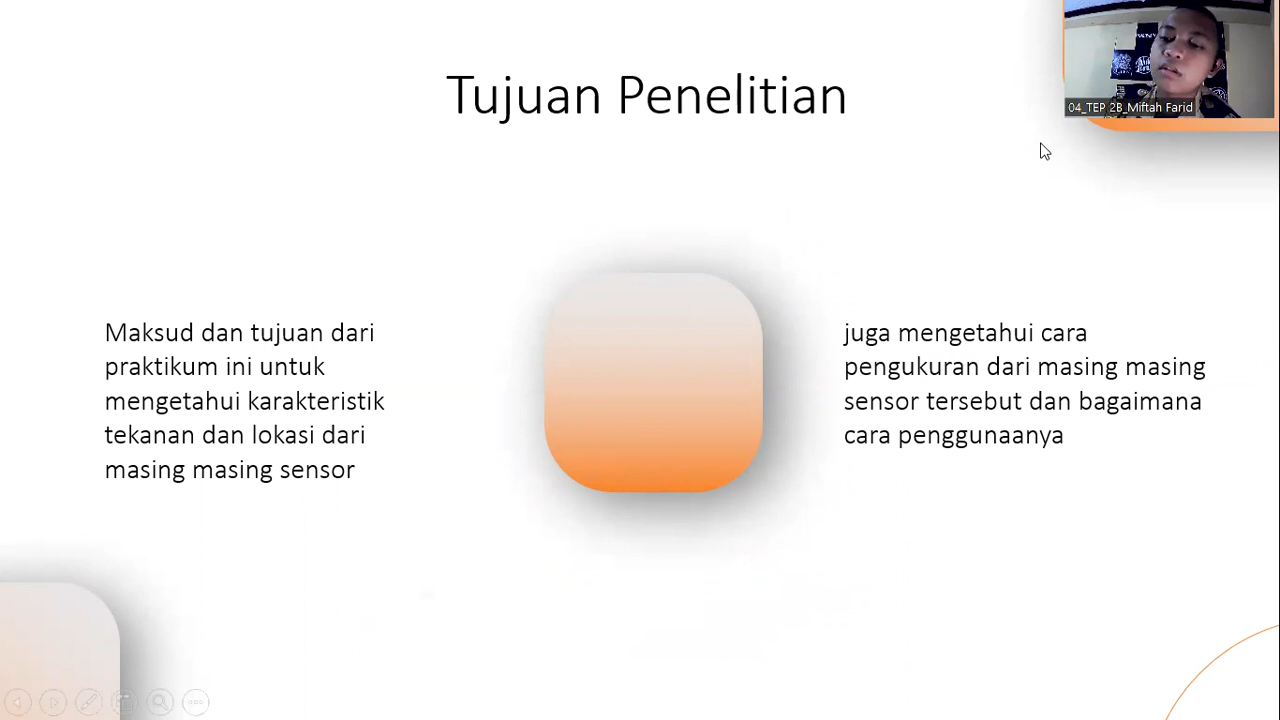 Tujuan Penelitian
04_TEP 2B_Miftah Farid
Maksud dan tujuan dari
praktikum ini untuk
mengetahui karakteristik
tekanan dan lokasi dari
masing masing sensor
juga mengetahui cara
pengukuran dari masing masing
sensor tersebut dan bagaimana
cara penggunaanya